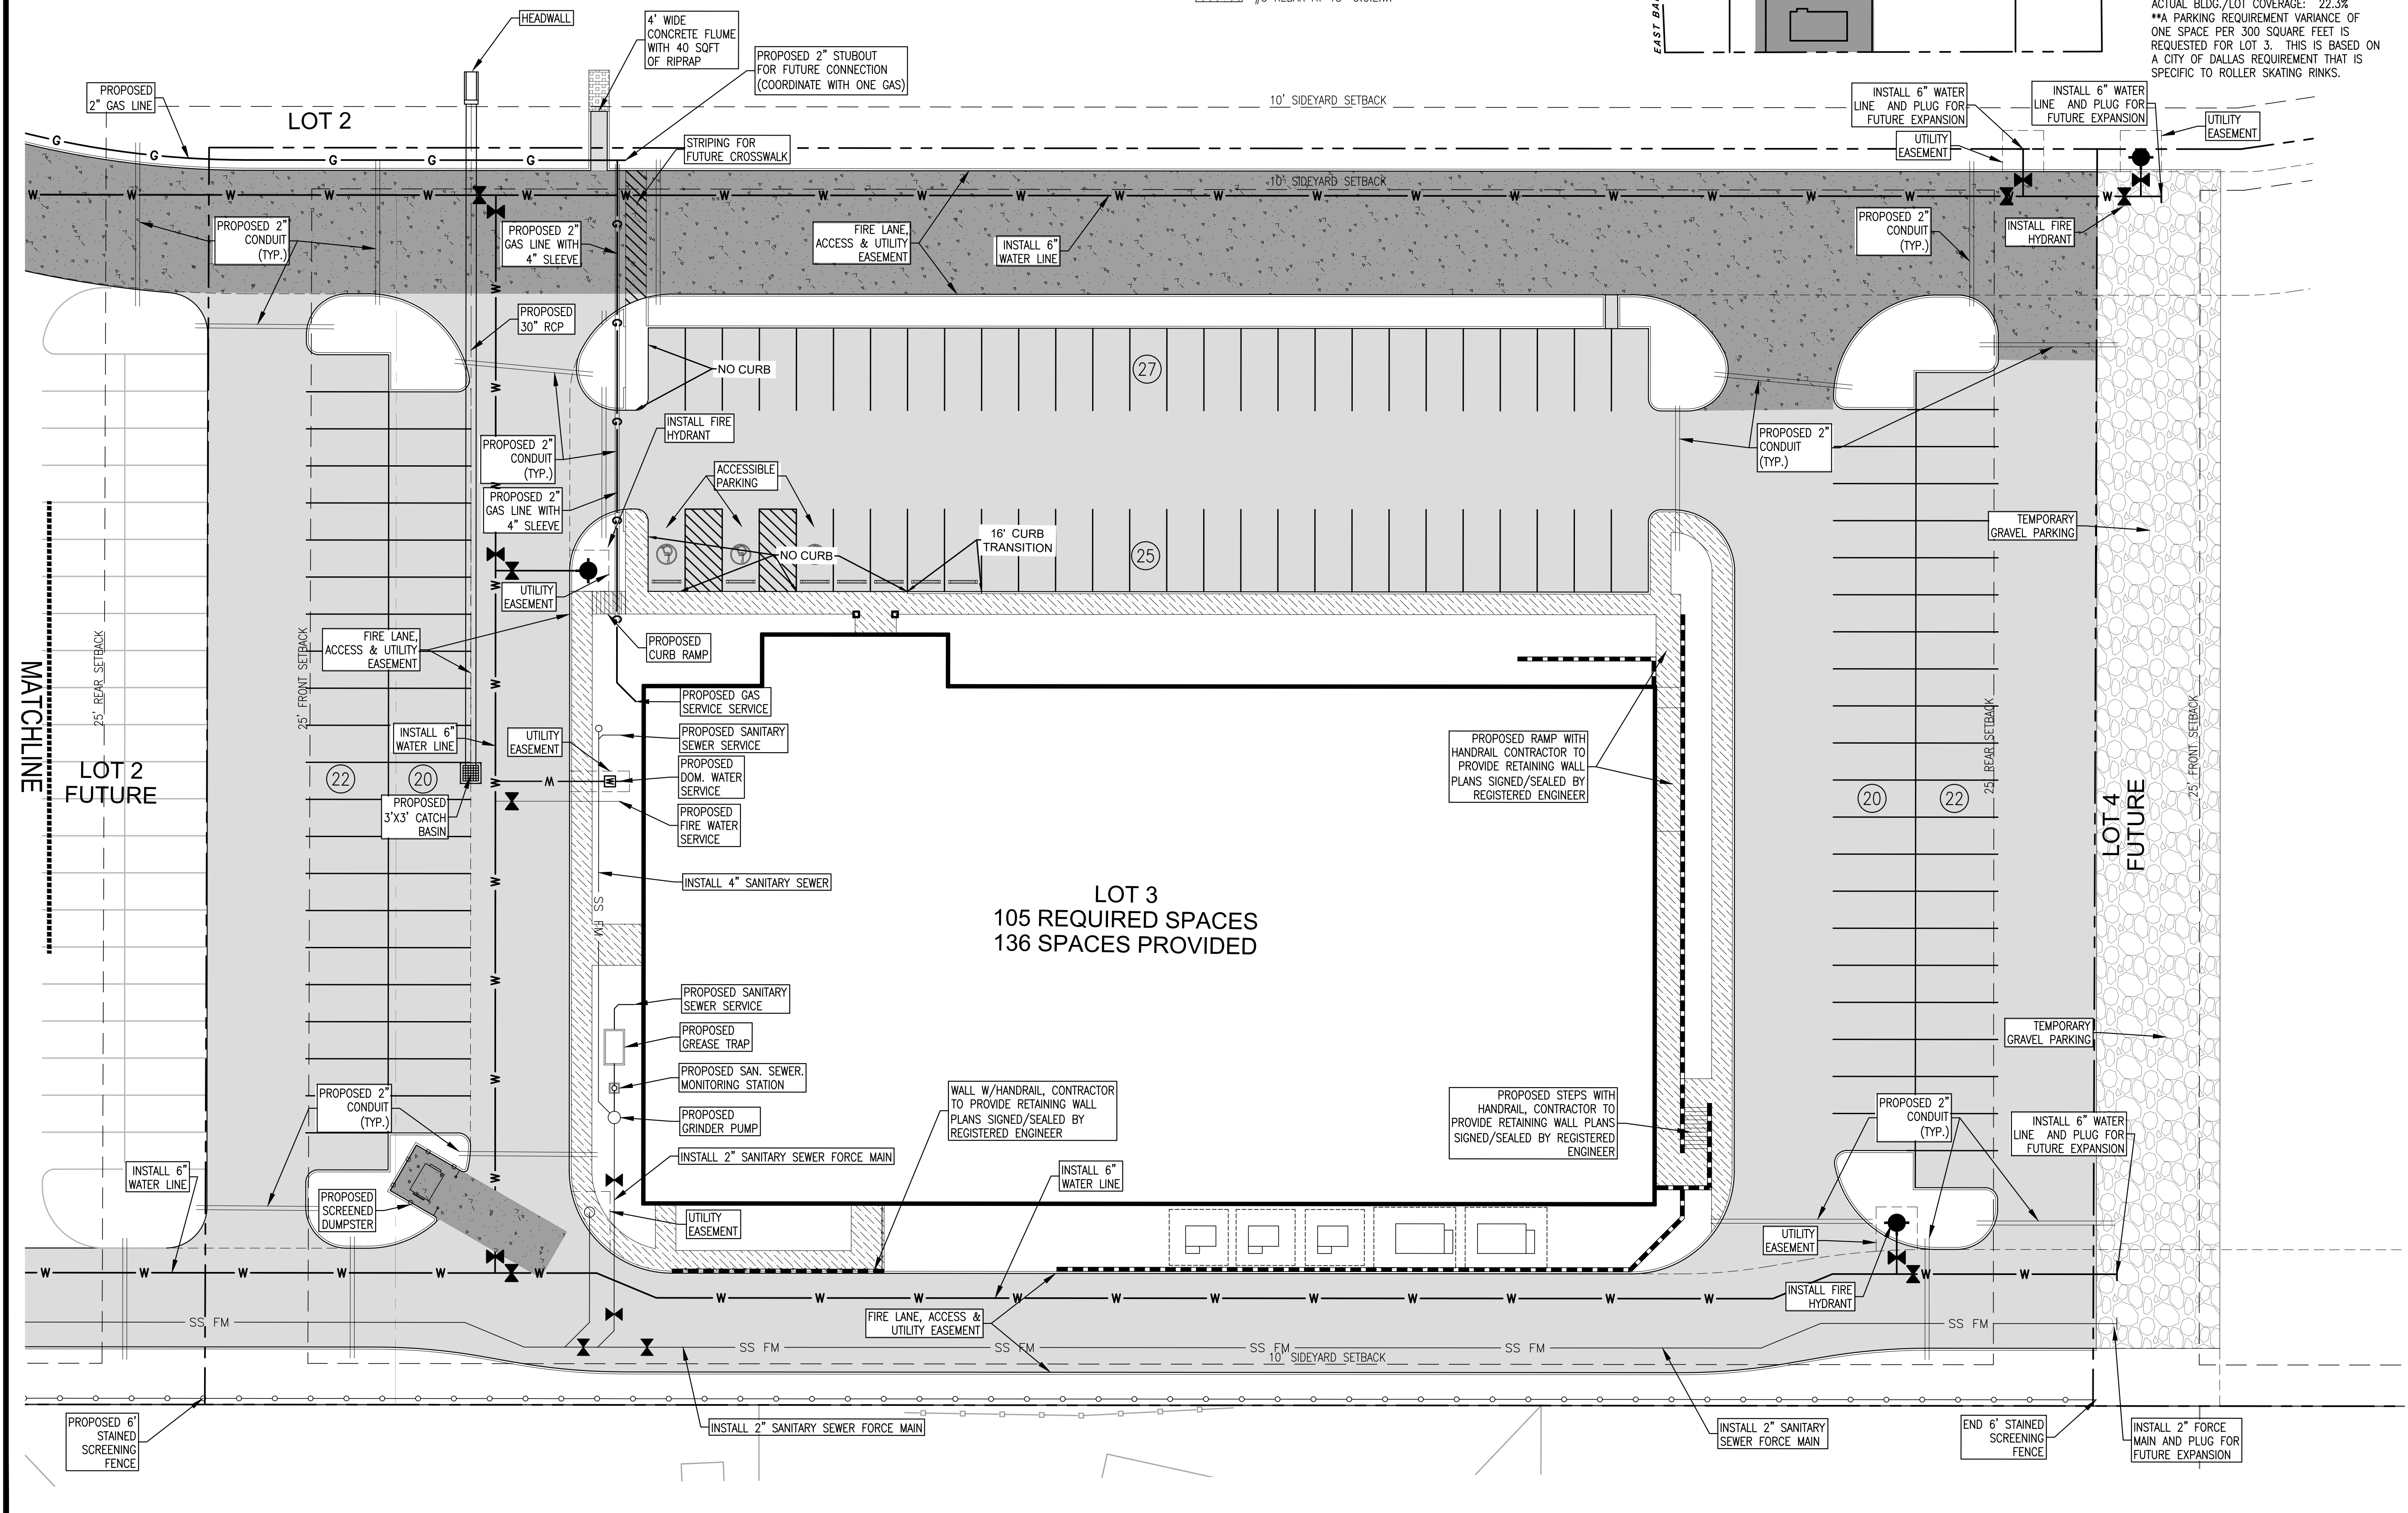 HEADWALL
4' WIDE
CONCRETE FLUME
WITH 40 SQFT
OF RIPRAP
PROPOSED 2" STUBOUT
FOR FUTURE CONNECTION
(COORDINATE WITH ONE GAS)
ACTUAL BLDG./LOT COVERAGE: 22.3%
**A PARKING REQUIREMENT VARIANCE OF
ONE SPACE PER 300 SQUARE FEET IS
REQUESTED FOR LOT 3. THIS IS BASED ON
A CITY OF DALLAS REQUIREMENT THAT IS
SPECIFIC TO ROLLER SKATING RINKS.
PROPOSED
2" GAS LINE
LOT 2
10' SIDEYARD SETBACK
INSTALL 6" WATER
LINE AND PLUG FOR
FUTURE EXPANSION
INSTALL 6" WATER
LINE AND PLUG FOR
FUTURE EXPANSION
UTILITY
EASEMENT
UTILITY
EASEMENT
STRIPING FOR
FUTURE CROSSWALK
G G G G G
W W W W W W W W W W W W W W W W W W W W W
10' SIDEYARD SETBACK
PROPOSED 2"
CONDUIT
(TYP.)
PROPOSED 2"
GAS LINE WITH
4" SLEEVE
FIRE LANE,
ACCESS & UTILITY
EASEMENT
INSTALL 6"
WATER LINE
PROPOSED 2"
CONDUIT
(TYP.)
INSTALL FIRE
HYDRANT
PROPOSED
30" RCP
NO CURB
27
INSTALL FIRE
HYDRANT
PROPOSED 2"
CONDUIT
(TYP.)
PROPOSED 2"
CONDUIT
(TYP.)
ACCESSIBLE
PARKING
PROPOSED 2"
GAS LINE WITH
4" SLEEVE
16' CURB
TRANSITION
NO CURB
25
TEMPORARY
GRAVEL PARKING
UTILITY
EASEMENT
FIRE LANE,
ACCESS & UTILITY
EASEMENT
PROPOSED
CURB RAMP
MATCHLINE
25' REAR SETBACK
25' FRONT SETBACK
PROPOSED GAS
SERVICE SERVICE
INSTALL 6"
WATER LINE
UTILITY
EASEMENT
PROPOSED SANITARY
SEWER SERVICE
PROPOSED
DOM. WATER
SERVICE
PROPOSED RAMP WITH
HANDRAIL CONTRACTOR TO
PROVIDE RETAINING WALL
PLANS SIGNED/SEALED BY
REGISTERED ENGINEER
25' REAR SETBACK
25' FRONT SETBACK
LOT 2
FUTURE
22
20
PROPOSED
3'X3' CATCH
BASIN
PROPOSED
FIRE WATER
SERVICE
20
22
LOT 4
FUTURE
INSTALL 4" SANITARY SEWER
SS FM
LOT 3
105 REQUIRED SPACES
136 SPACES PROVIDED
PROPOSED SANITARY
SEWER SERVICE
PROPOSED
GREASE TRAP
TEMPORARY
GRAVEL PARKING
PROPOSED SAN. SEWER.
MONITORING STATION
PROPOSED
GRINDER PUMP
WALL W/HANDRAIL, CONTRACTOR
TO PROVIDE RETAINING WALL
PLANS SIGNED/SEALED BY
REGISTERED ENGINEER
PROPOSED STEPS WITH
HANDRAIL, CONTRACTOR TO
PROVIDE RETAINING WALL PLANS
SIGNED/SEALED BY REGISTERED
ENGINEER
PROPOSED 2"
CONDUIT
(TYP.)
PROPOSED 2"
CONDUIT
(TYP.)
INSTALL 6" WATER
LINE AND PLUG FOR
FUTURE EXPANSION
INSTALL 2" SANITARY SEWER FORCE MAIN
INSTALL 6"
WATER LINE
INSTALL 6"
WATER LINE
PROPOSED
SCREENED
DUMPSTER
UTILITY
EASEMENT
UTILITY
EASEMENT
W W W W W W W W W W W W W W W W W W W
INSTALL FIRE
HYDRANT
FIRE LANE, ACCESS &
UTILITY EASEMENT
SS FM SS FM SS FM SS FM SS FM SS FM
10' SIDEYARD SETBACK
PROPOSED 6'
STAINED
SCREENING
FENCE
INSTALL 2" SANITARY SEWER FORCE MAIN
INSTALL 2" SANITARY
SEWER FORCE MAIN
END 6' STAINED
SCREENING
FENCE
INSTALL 2" FORCE
MAIN AND PLUG FOR
FUTURE EXPANSION